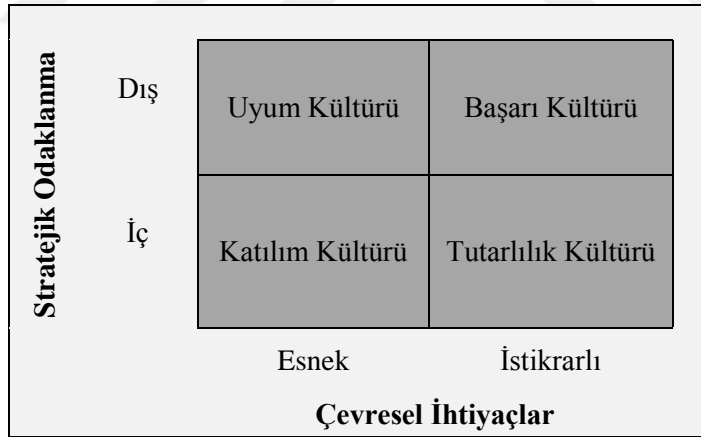 Stratejik Odaklanma
Dış
Uyum Kültürü
Başarı Kültürü
İç
Katılım Kültürü
Tutarlılık Kültürü
Esnek
İstikrarlı
Çevresel İhtiyaçlar